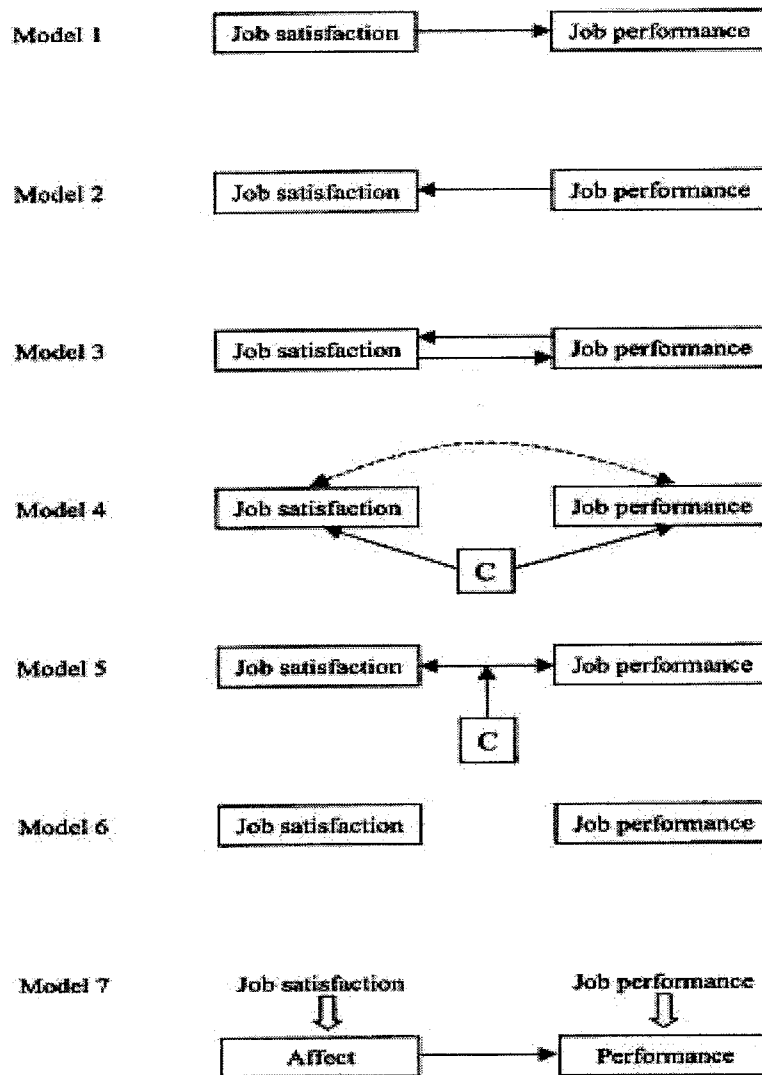 Model 1 Job satisfaction Job performance
Model 2 Job satisfaction Job performance
Model 3 Job satisfaction Job performance
Model 4 Job satisfaction Job performance
C
Model 5 Job satisfaction Job performance
C
Model 6 Job satisfaction Job performance
Model 7 Job satisfaction Job performance
Affect Performance